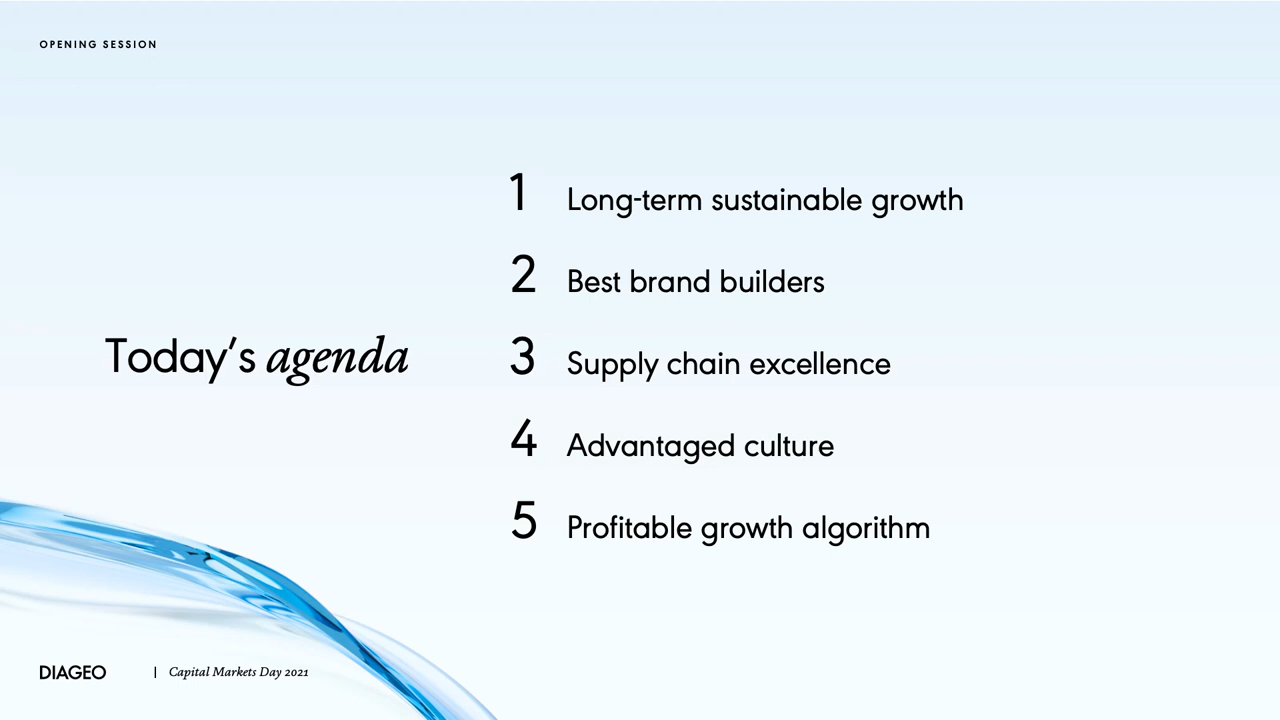 OPENING SESSION
Today's agenda
1 Long-term sustainable growth
2 Best brand builders
3 Supply chain excellence
4 Advantaged culture
5 Profitable growth algorithm
DIAGEO | Capital Markets Day 2021